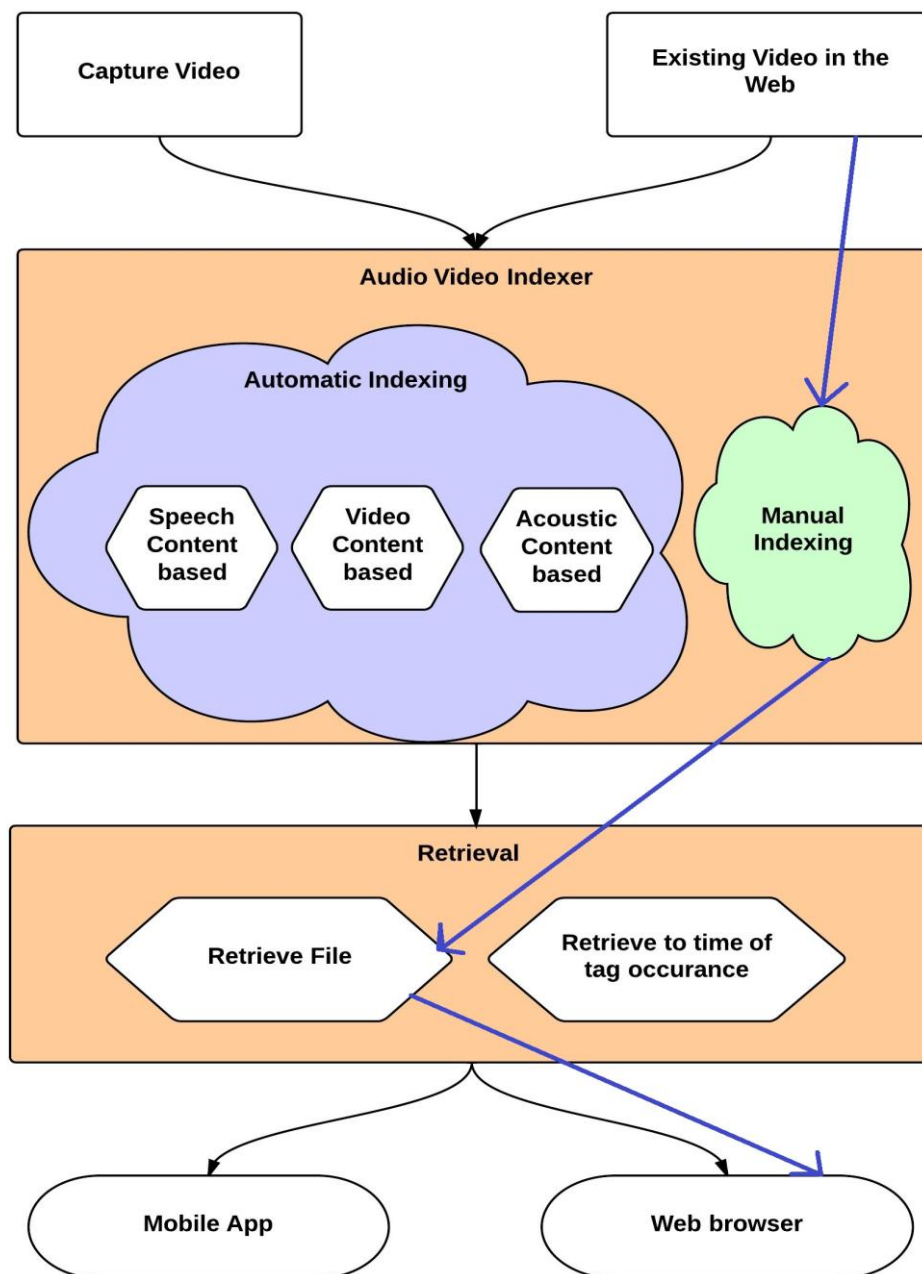 Capture Video
Existing Video in the
Web
Audio Video Indexer
Automatic Indexing
Speech
Content
based
Video
Content
based
Acoustic
Content
based
Manual
Indexing
Retrieval
Retrieve File
Retrieve to time of
tag occurance
Mobile App
Web browser